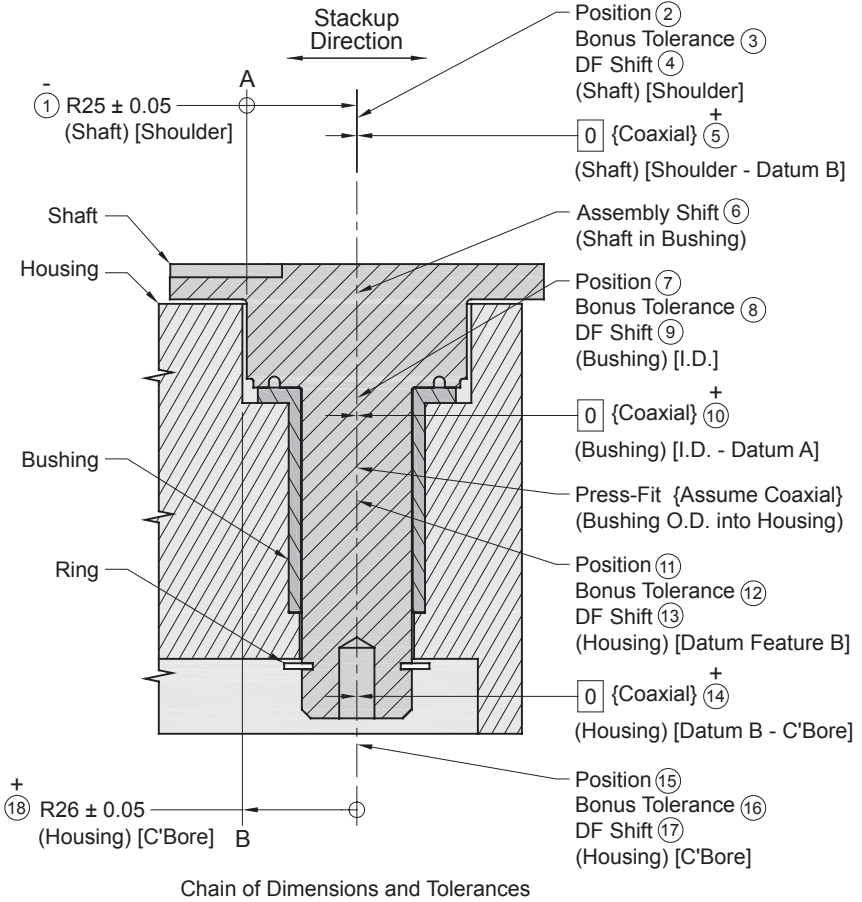 Stackup
Direction
Position ②
Bonus Tolerance ③
DF Shift ④
(Shaft) [Shoulder]
-
① R25 ± 0.05
(Shaft) [Shoulder]
A
0 {Coaxial} + ⑤
(Shaft) [Shoulder - Datum B]
Shaft
Housing
Assembly Shift ⑥
(Shaft in Bushing)
Position ⑦
Bonus Tolerance ⑧
DF Shift ⑨
(Bushing) [I.D.]
0 {Coaxial} + ⑩
(Bushing) [I.D. - Datum A]
Bushing
Press-Fit {Assume Coaxial}
(Bushing O.D. into Housing)
Ring
Position ⑪
Bonus Tolerance ⑫
DF Shift ⑬
(Housing) [Datum Feature B]
0 {Coaxial} + ⑭
(Housing) [Datum B - C'Bore]
+
⑱ R26 ± 0.05
(Housing) [C'Bore]
B
Position ⑮
Bonus Tolerance ⑯
DF Shift ⑰
(Housing) [C'Bore]
Chain of Dimensions and Tolerances